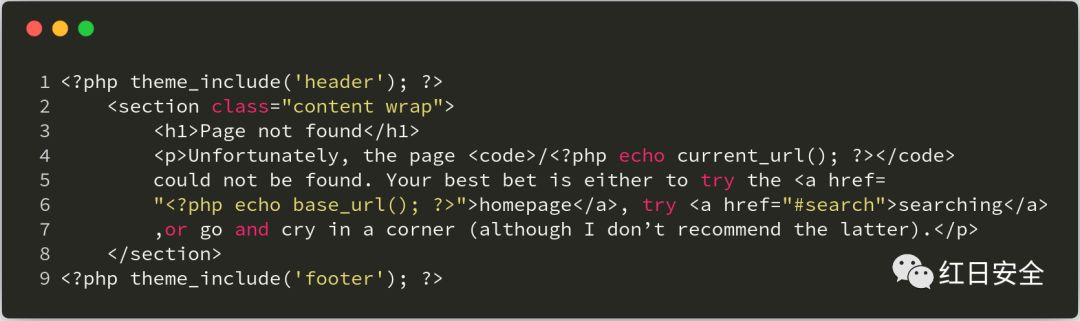 1 <?php theme_include('header'); ?>
2     <section class="content wrap">
3         <h1>Page not found</h1>
4         <p>Unfortunately, the page <code>/<?php echo current_url(); ?></code>
5         could not be found. Your best bet is either to try the <a href=
6         "<?php echo base_url(); ?>">homepage</a>, try <a href="#search">searching</a>
7         ,or go and cry in a corner (although I don’t recommend the latter).</p>
8     </section>
9 <?php theme_include('footer'); ?>
红日安全